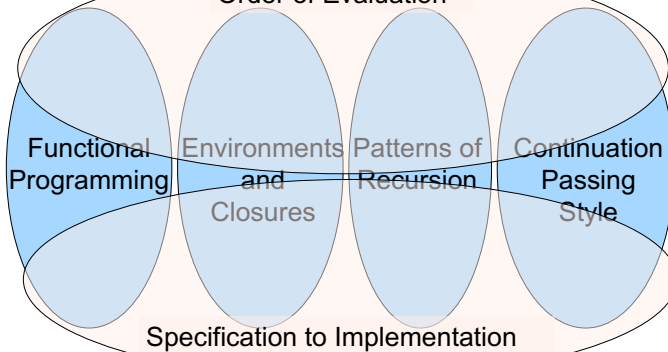 Order of Evaluation
Functional
Programming
Environments
and
Closures
Patterns of
Recursion
Continuation
Passing
Style
Specification to Implementation